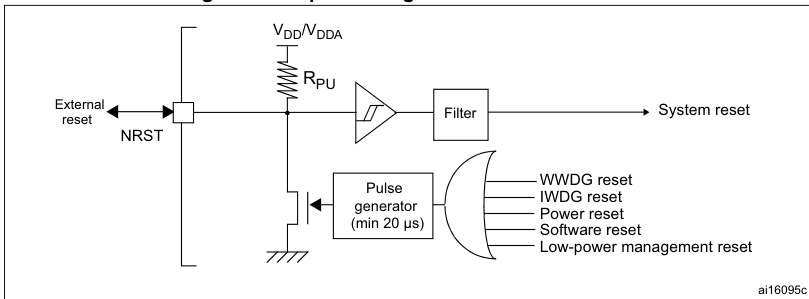 VDD/VDDA
RPU
External
reset
NRST
Filter
System reset
Pulse
generator
(min 20 µs)
WWDG reset
IWDG reset
Power reset
Software reset
Low-power management reset
ai16095c